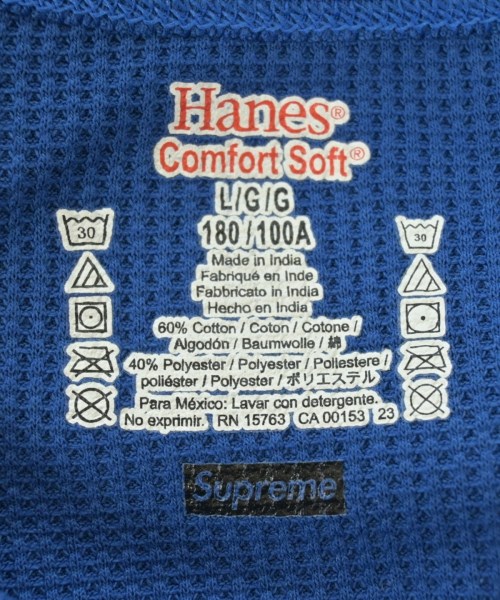 Hanes®
Comfort Soft®
L/G/G
180/100A
30
30
Made in India
Fabriqué en Inde
Fabbricato in India
Hecho en India
60% Cotton / Coton / Cotone /
Algodón / Baumwolle / 綿
40% Polyester / Polyester / Poliestere /
poliéster / Polyester / ポリエステル
Para México: Lavar con detergente.
No exprimir. RN 15763 CA 00153 23
Supreme